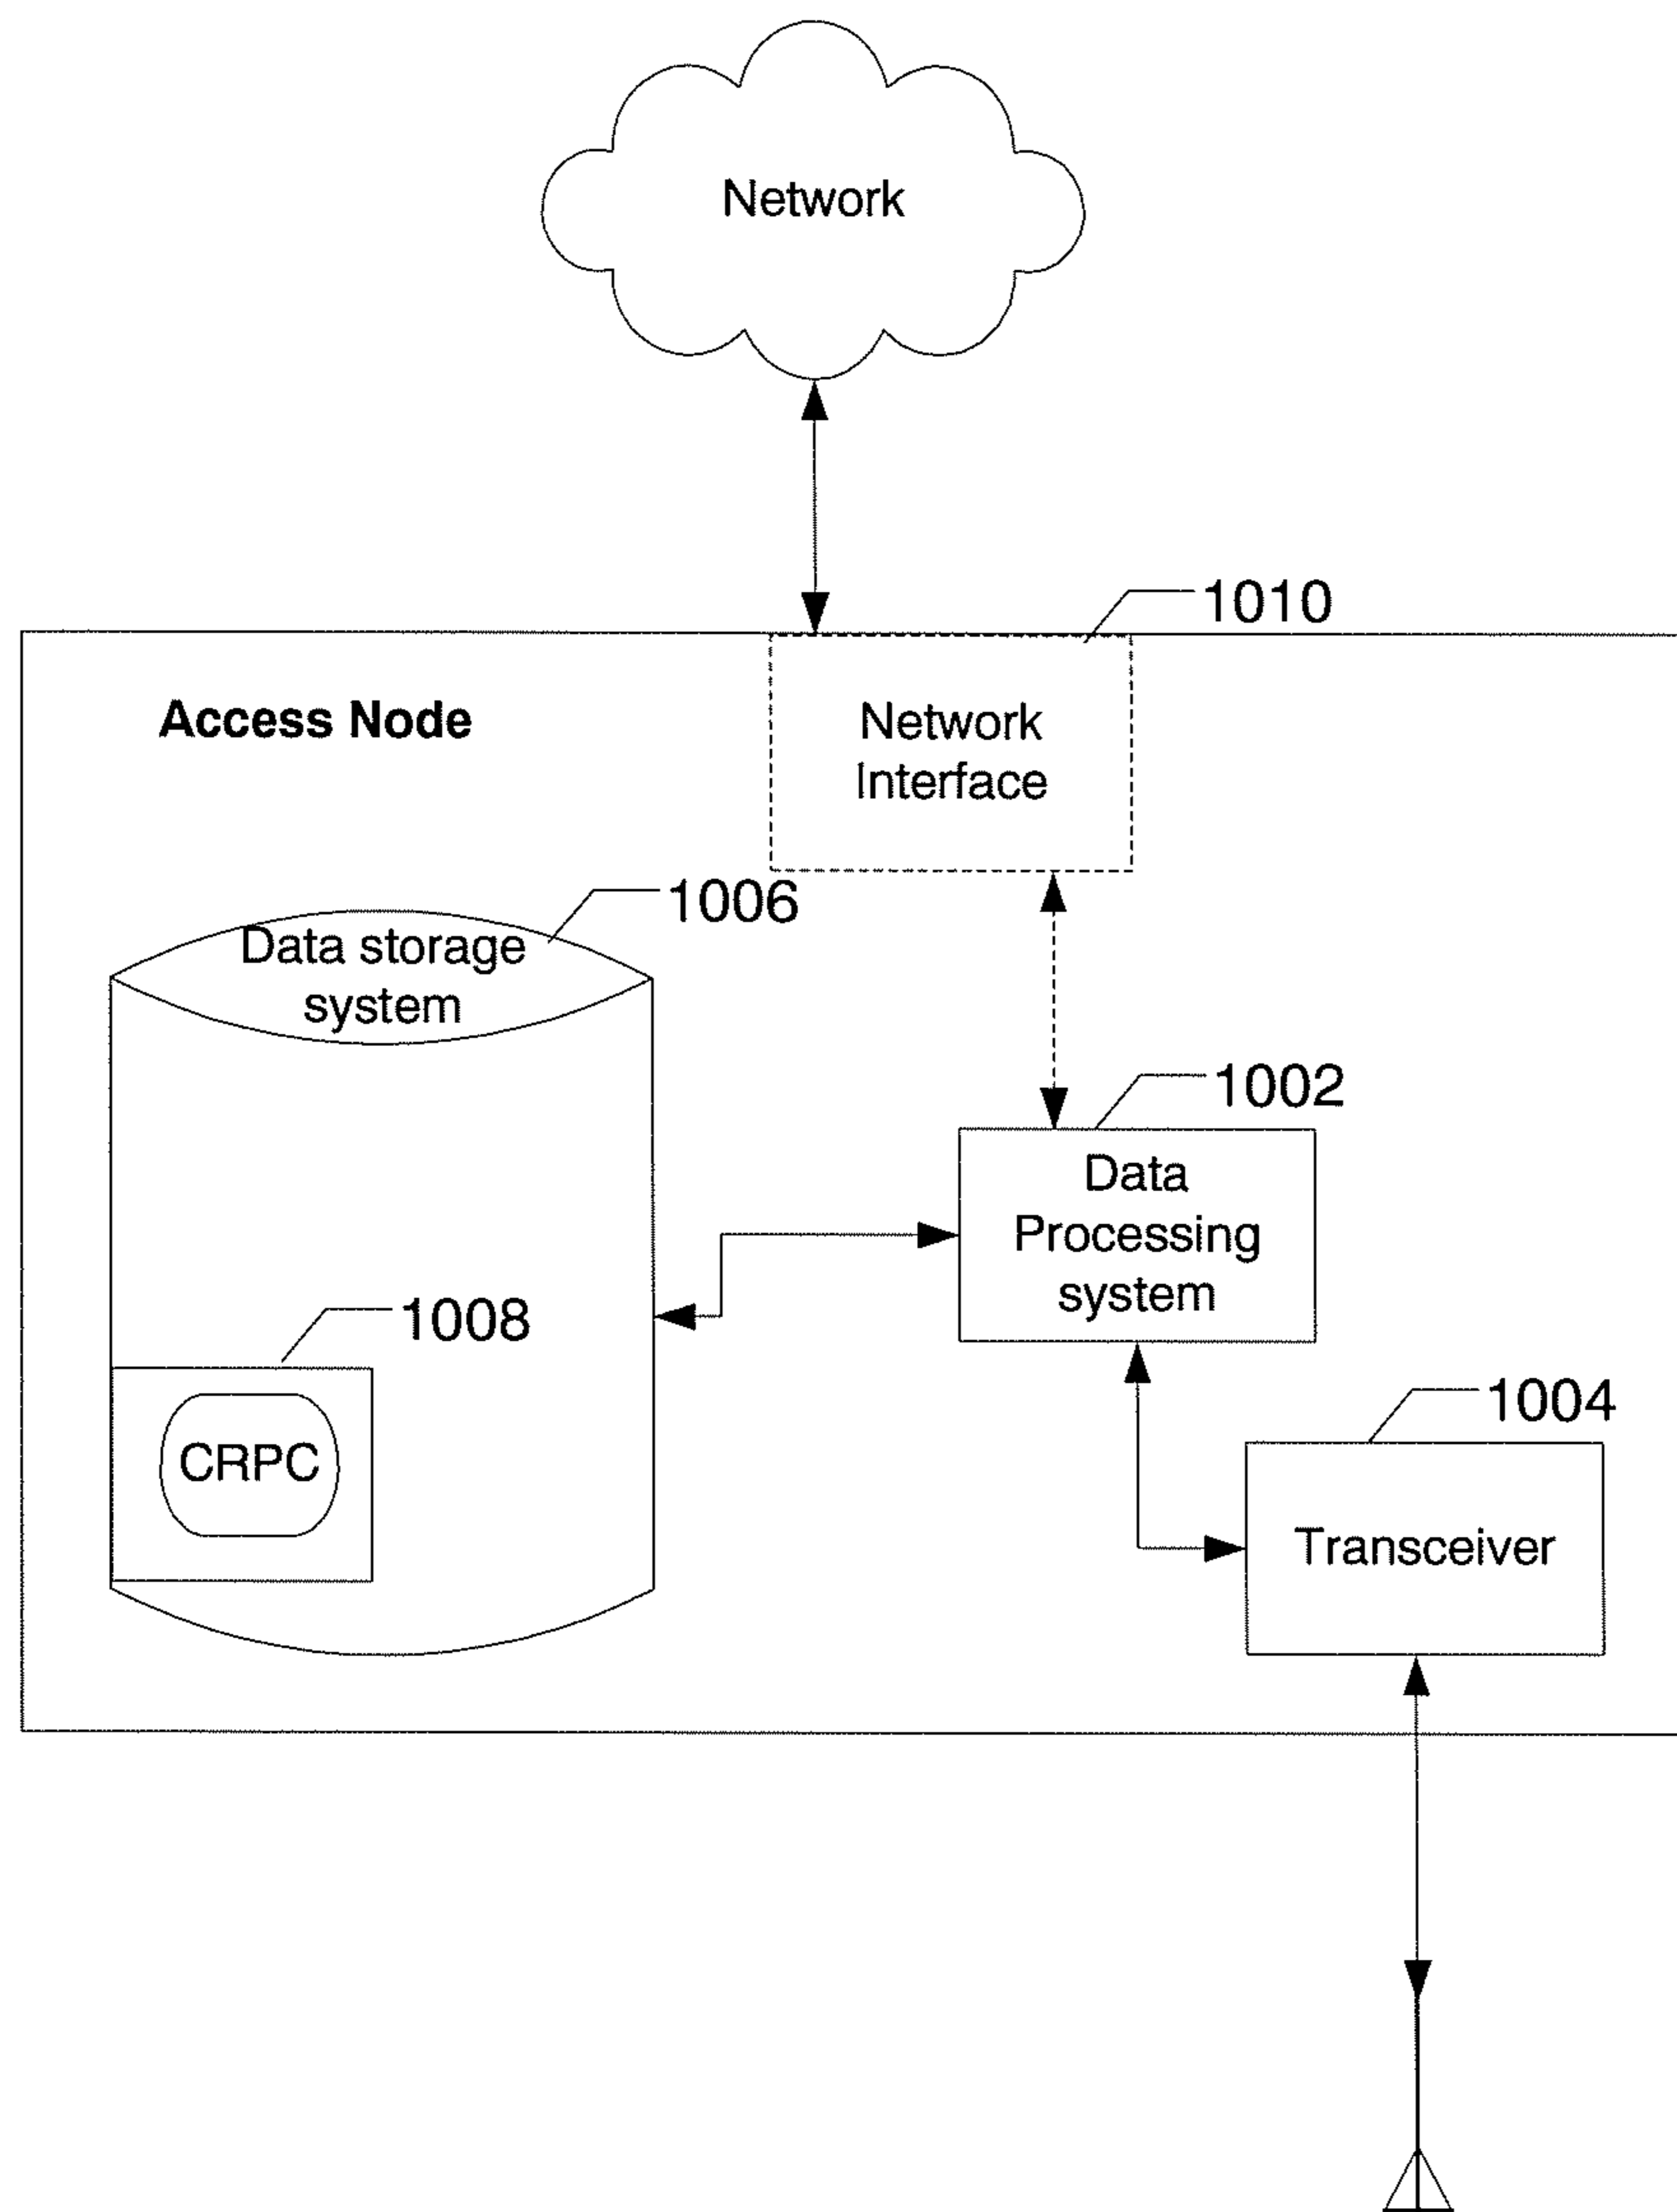 Network
1010
Access Node
Network
Interface
1006
Data storage
system
1002
Data
Processing
system
1008
CRPC
1004
Transceiver